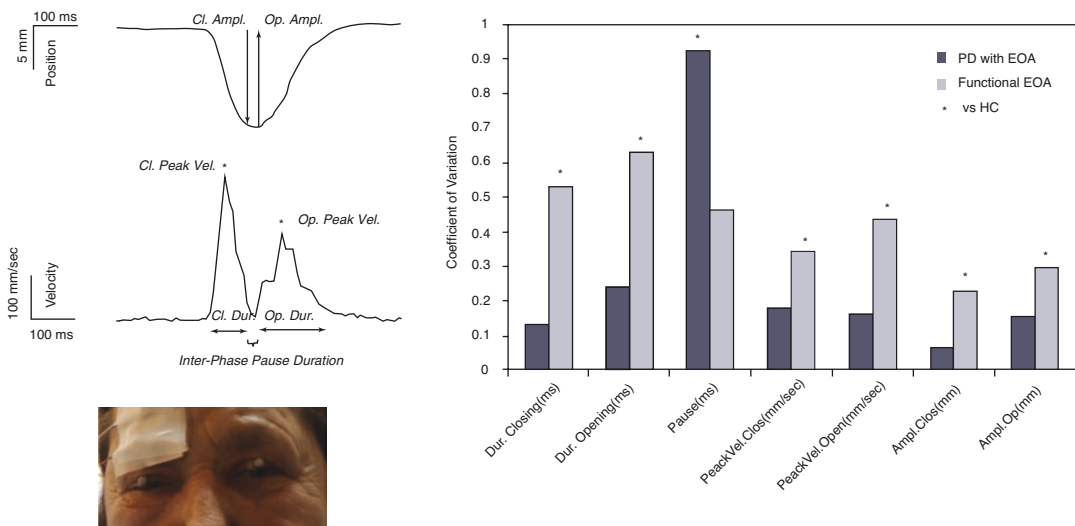 100 ms
5 mm
Position
Cl. Ampl.
Op. Ampl.
Cl. Peak Vel.
*
*
Op. Peak Vel.
100 mm/sec
Velocity
100 ms
Cl. Dur.
Op. Dur.
Inter-Phase Pause Duration
Coefficient of Variation
1
0.9
0.8
0.7
0.6
0.5
0.4
0.3
0.2
0.1
0
*
*
*
*
*
*
*
PD with EOA
Functional EOA
* vs HC
Dur. Closing(ms)
Dur. Opening(ms)
Pause(ms)
PeackVel.Clos(mm/sec)
PeackVel.Open(mm/sec)
Ampl.Clos(mm)
Ampl.Op(mm)